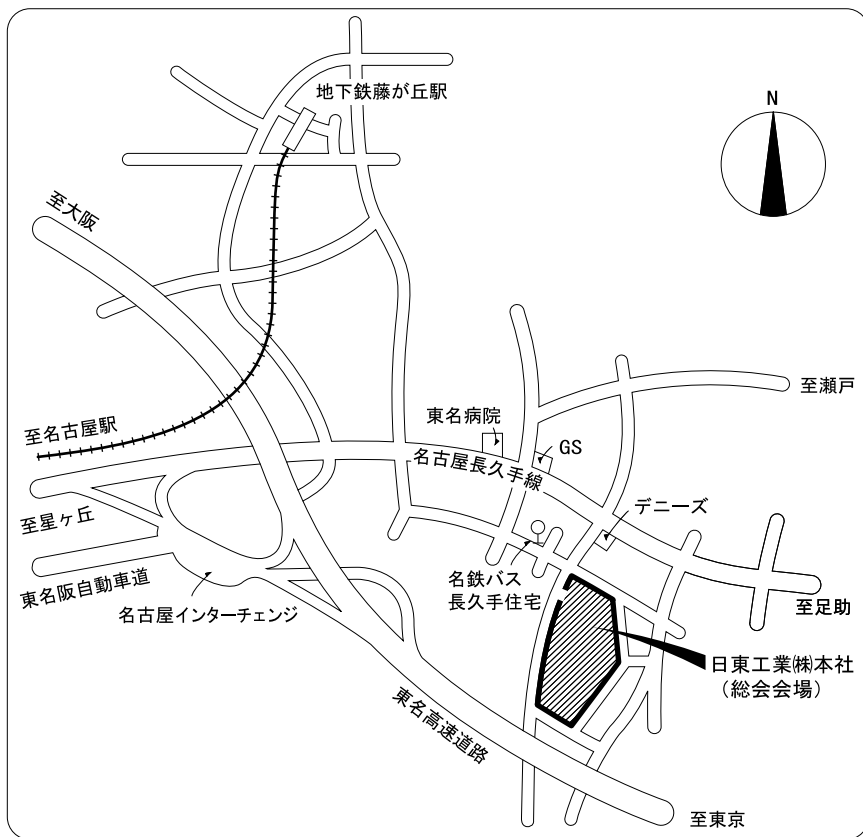 地下鉄藤が丘駅
N
至大阪
至瀬戸
至名古屋駅
東名病院
GS
名古屋長久手線
デニーズ
至星ヶ丘
東名阪自動車道
名古屋インターチェンジ
名鉄バス
長久手住宅
至足助
日東工業㈱本社
（総会会場）
東名高速道路
至東京